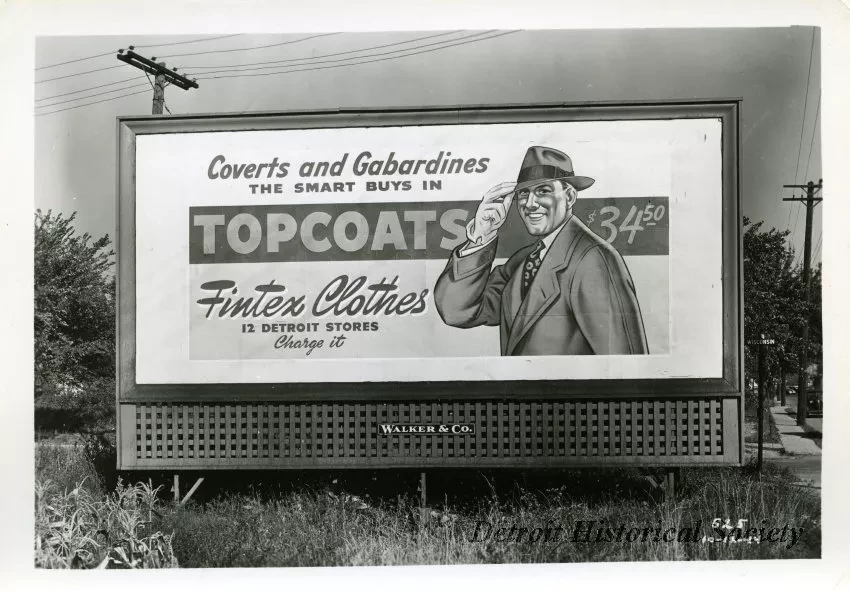 Coverts and Gabardines
THE SMART BUYS IN
TOPCOATS $34.50
Fintex Clothes
12 DETROIT STORES
Charge it
WALKER & CO.
WISCONSIN
Detroit Historical Society